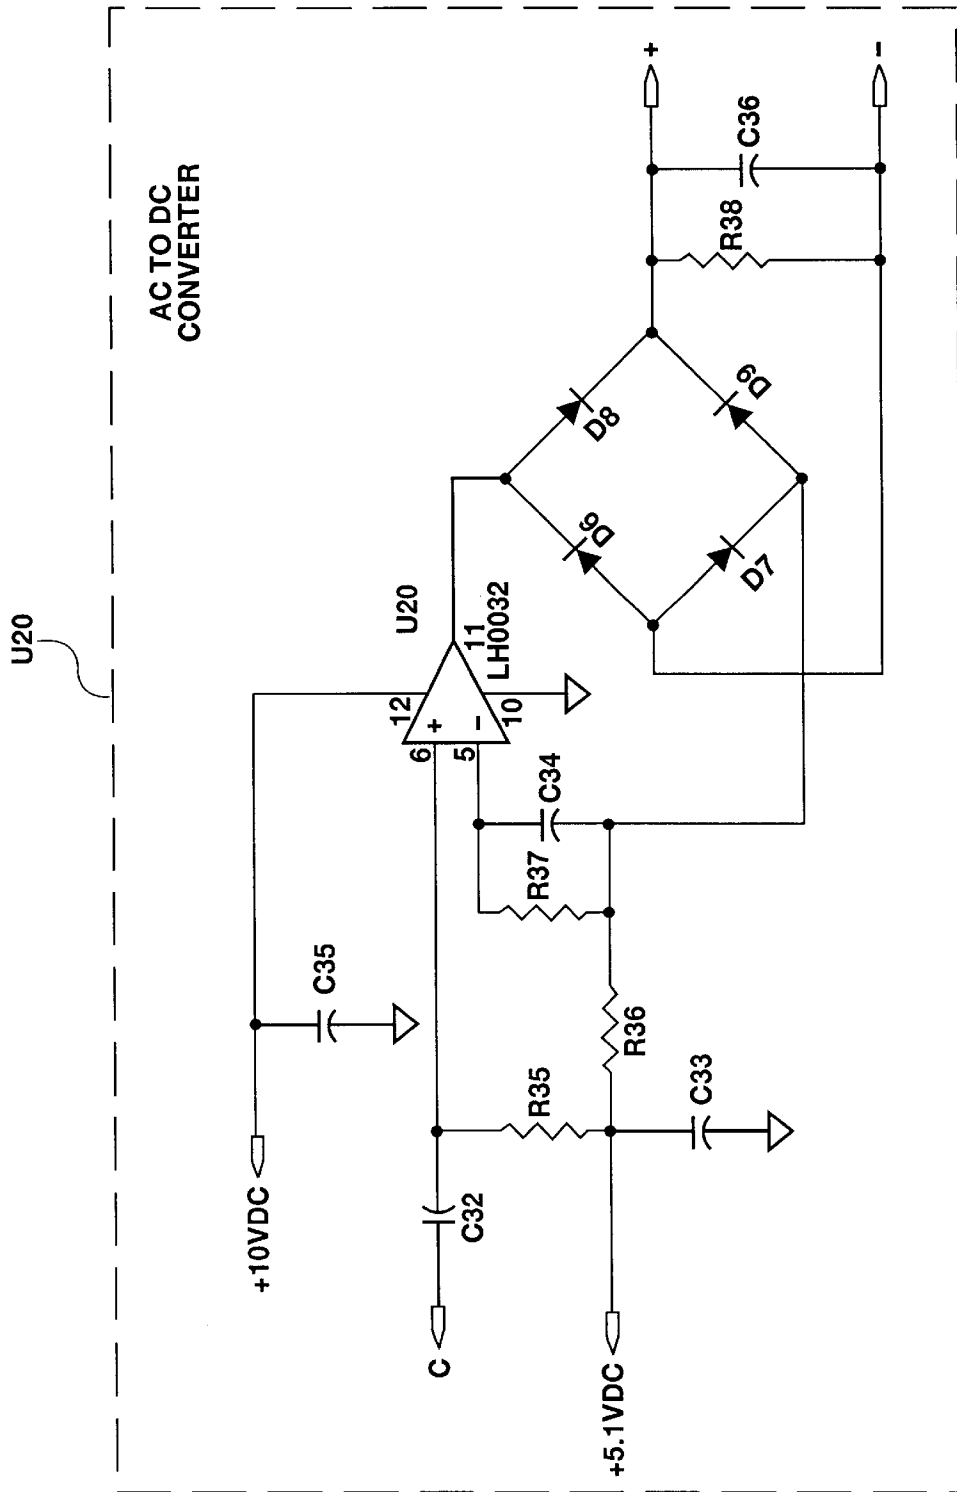 U20
AC TO DC
CONVERTER
+10VDC
C35
C
C32
R35
+5.1VDC
C33
R36
R37
C34
12
6
+
5
-
10
11
U20
LH0032
D6
D8
D7
D9
R38
C36
+
-